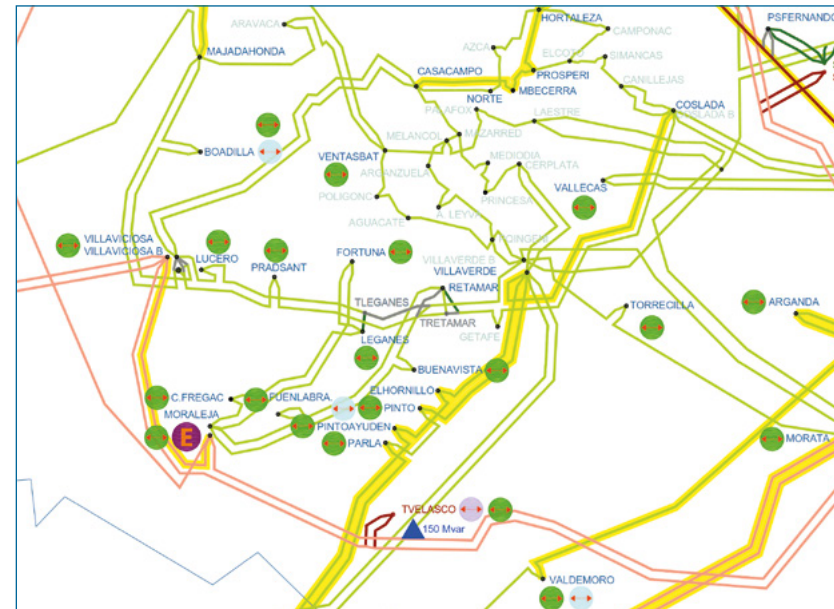 HORTALEZA
ARAVACA
CAMPONAC
PSFERNANDO
MAJADAHONDA
AZCA
ELCOTO
SIMANCAS
CASACAMPO
PROSPERI
CANILLEJAS
NORTE
MBECERRA
PALAFOX
LAESTRE
COSLADA
COSLADA B
MELANCOL
MAZARRED
BOADILLA
VENTASBAT
MEDIODIA
CERPLATA
ARGANZUELA
VALLECAS
POLIGONC
PRINCESA
AGUACATE
A. LEYVA
VILLAVICIOSA
VILLAVICIOSA B
LUCERO
PRADSANT
FORTUNA
VILLAVERDE B
VILLAVERDE
RETAMAR
TLEGANES
TRETAMAR
TORRECILLA
ARGANDA
LEGANES
GETAFE
BUENAVISTA
C.FREGAC
FUENLABRA.
ELHORNILLO
MORALEJA
PINTO
E
PINTOAYUDEN
PARLA
MORATA
TVELASCO
150 Mvar
VALDEMORO